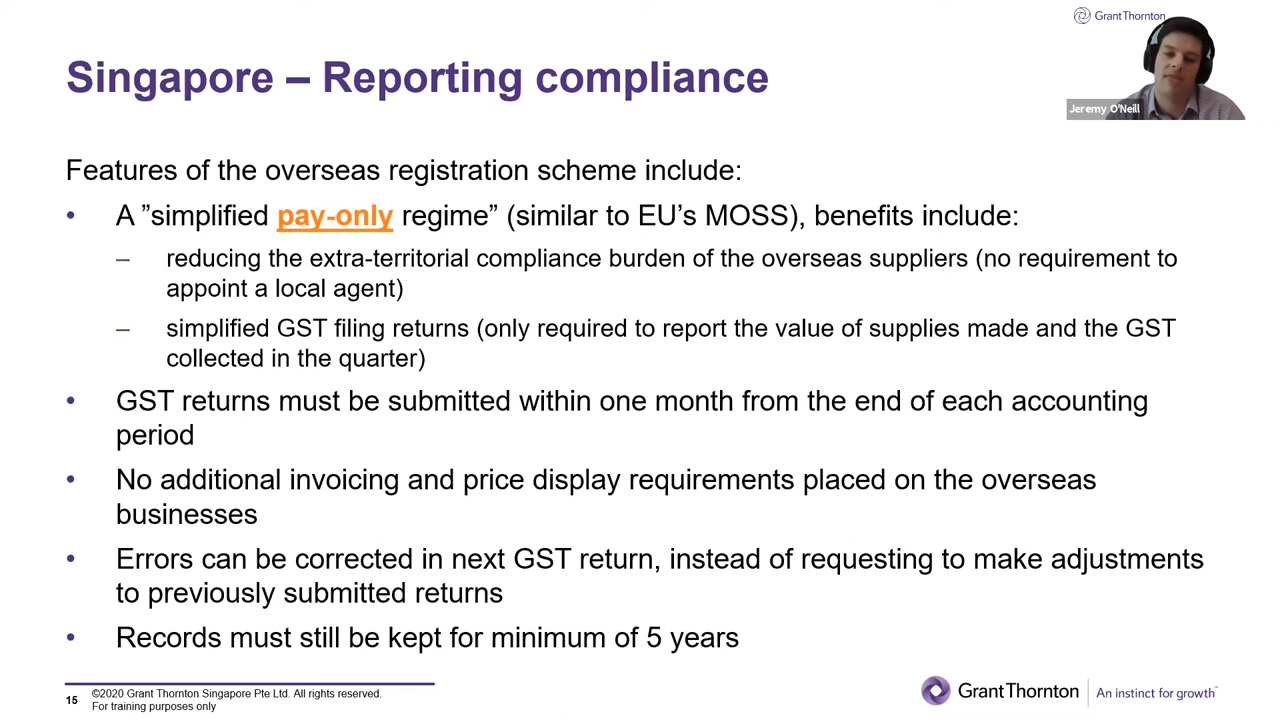 GrantThornton
Singapore – Reporting compliance
Jeremy O'Neill
Features of the overseas registration scheme include:
• A ”simplified pay-only regime” (similar to EU’s MOSS), benefits include:
– reducing the extra-territorial compliance burden of the overseas suppliers (no requirement to
appoint a local agent)
– simplified GST filing returns (only required to report the value of supplies made and the GST
collected in the quarter)
• GST returns must be submitted within one month from the end of each accounting
period
• No additional invoicing and price display requirements placed on the overseas
businesses
• Errors can be corrected in next GST return, instead of requesting to make adjustments
to previously submitted returns
• Records must still be kept for minimum of 5 years
15
©2020 Grant Thornton Singapore Pte Ltd. All rights reserved.
For training purposes only
GrantThornton
An instinct for growth™